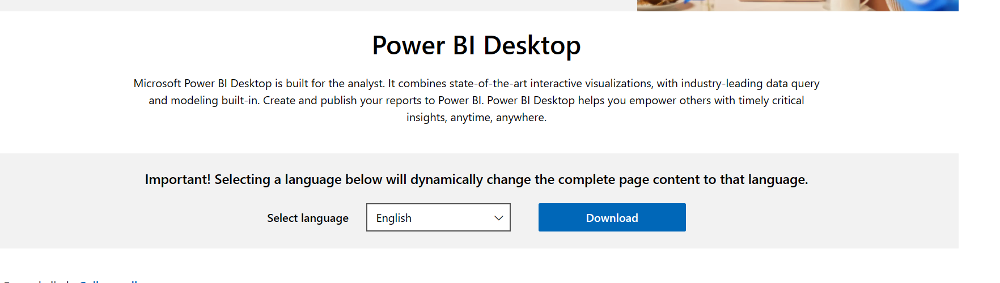 Power BI Desktop
Microsoft Power BI Desktop is built for the analyst. It combines state-of-the-art interactive visualizations, with industry-leading data query
and modeling built-in. Create and publish your reports to Power BI. Power BI Desktop helps you empower others with timely critical
insights, anytime, anywhere.
Important! Selecting a language below will dynamically change the complete page content to that language.
Select language
English
Download